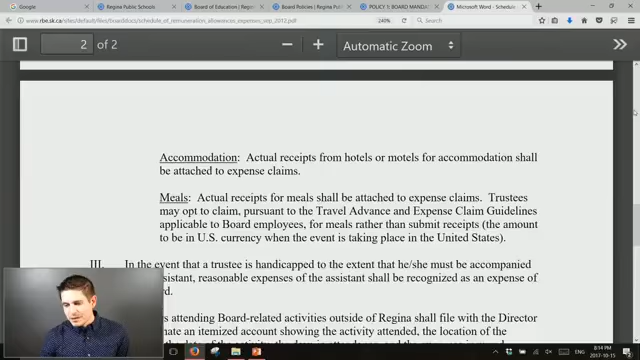 Google
Regina Public Schools
Board of Education | Regin
Board Policies | Regina Pu
POLICY 1: BOARD MANDAT
Microsoft Word - Schedule
www.rbe.sk.ca/sites/default/files/
240%
Search
2 of 2
Automatic Zoom
Accommodation: Actual receipts from hotels or motels for accommodation shall
be attached to expense claims.
Meals: Actual receipts for meals shall be attached to expense claims. Trustees
may opt to claim, pursuant to the Travel Advance and Expense Claim Guidelines
applicable to Board employees, for meals rather than submit receipts (the amount
to be in U.S. currency when the event is taking place in the United States).
III. In the event that a trustee is handicapped to the extent that he/she must be accompanied
sistant, reasonable expenses of the assistant shall be recognized as an expense of
rd.
s attending Board-related activities outside of Regina shall file with the Director
nate an itemized account showing the activity attended, the location of the
ENG
8:14 PM
2017-10-15